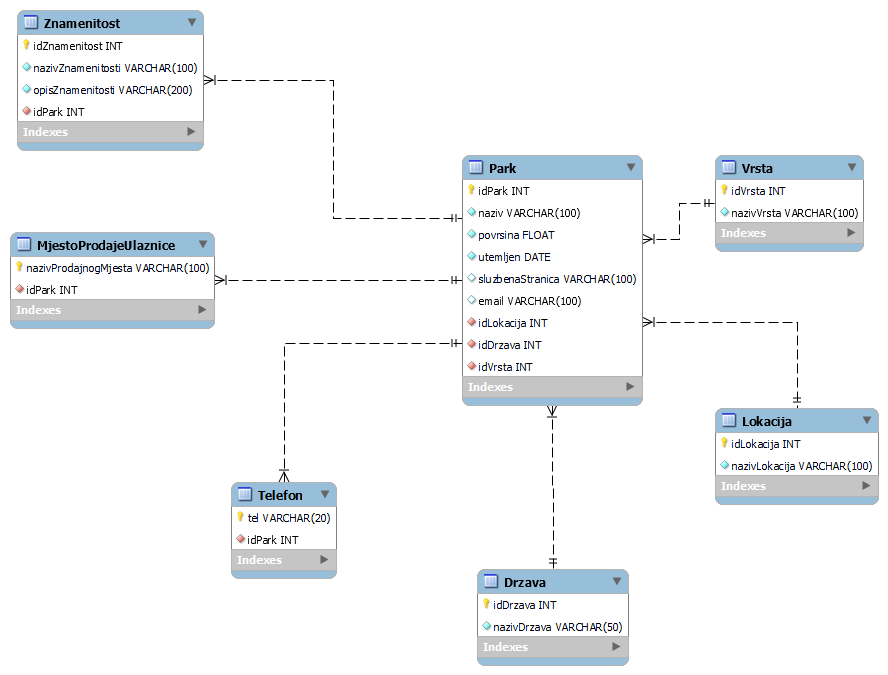 Znamenitost
idZnamenitost INT
nazivZnamenitosti VARCHAR(100)
opisZnamenitosti VARCHAR(200)
idPark INT
Indexes
MjestoProdajeUlaznice
nazivProdajnogMjesta VARCHAR(100)
idPark INT
Indexes
Park
idPark INT
naziv VARCHAR(100)
povrsina FLOAT
utemljen DATE
sluzbenaStranica VARCHAR(100)
email VARCHAR(100)
idLokacija INT
idDrzava INT
idVrsta INT
Indexes
Vrsta
idVrsta INT
nazivVrsta VARCHAR(100)
Indexes
Lokacija
idLokacija INT
nazivLokacija VARCHAR(100)
Indexes
Telefon
tel VARCHAR(20)
idPark INT
Indexes
Drzava
idDrzava INT
nazivDrzava VARCHAR(50)
Indexes